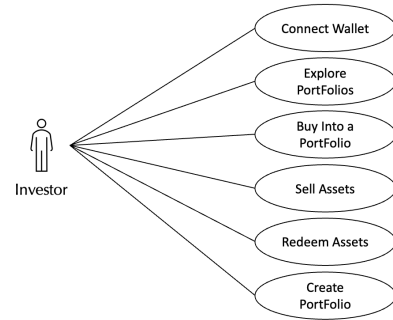 Connect Wallet
Explore
PortFolios
Buy Into a
PortFolio
Investor
Sell Assets
Redeem Assets
Create
PortFolio